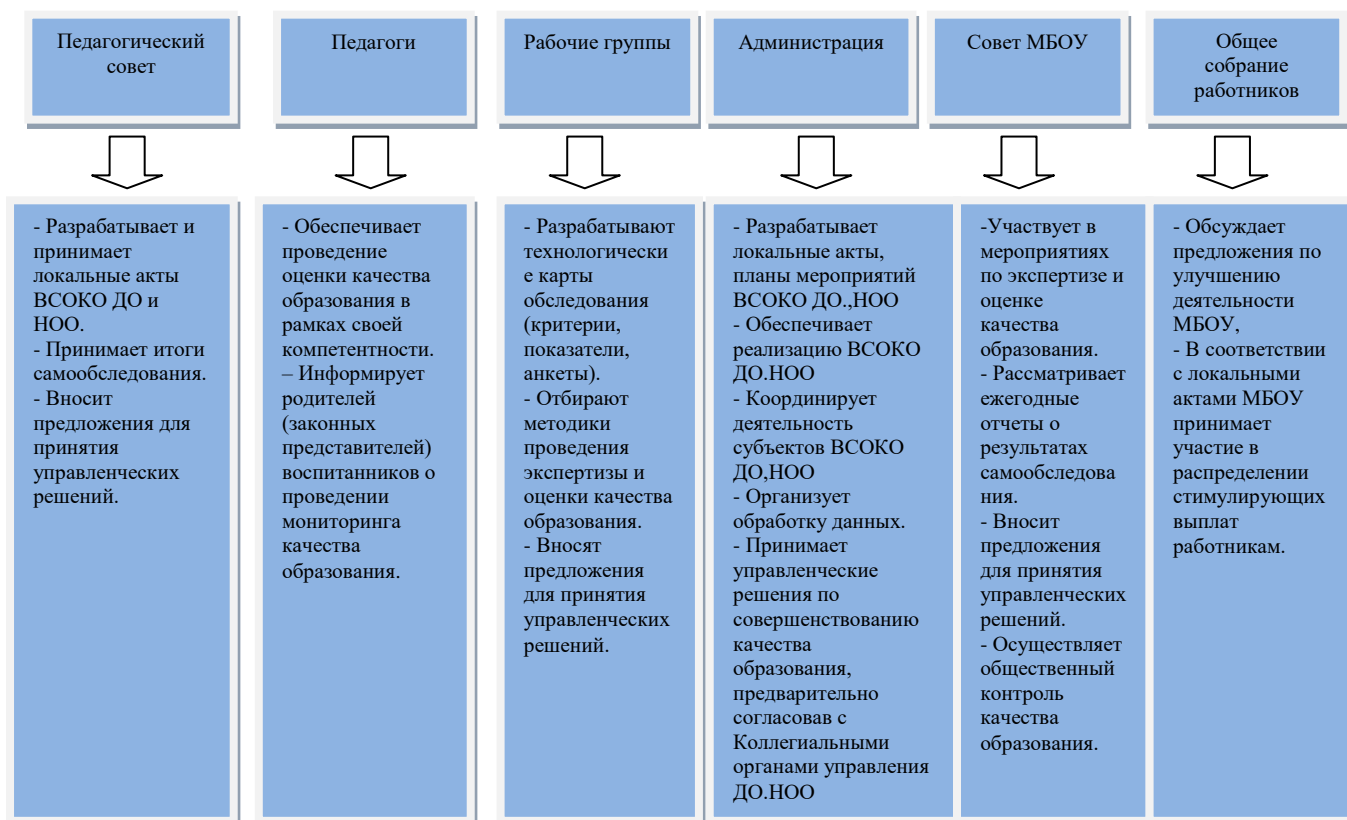 Педагогический
совет
Педагоги
Рабочие группы
Администрация
Совет МБОУ
Общее
собрание
работников
- Разрабатывает и
принимает
локальные акты
ВСОКО ДО и
НОО.
- Принимает итоги
самообследования.
- Вносит
предложения для
принятия
управленческих
решений.
- Обеспечивает
проведение
оценки качества
образования в
рамках своей
компетентности.
– Информирует
родителей
(законных
представителей)
воспитанников о
проведении
мониторинга
качества
образования.
- Разрабатывают
технологически
е карты
обследования
(критерии,
показатели,
анкеты).
- Отбирают
методики
проведения
экспертизы и
оценки качества
образования.
- Вносят
предложения
для принятия
управленческих
решений.
- Разрабатывает
локальные акты,
планы мероприятий
ВСОКО ДО.,НОО
- Обеспечивает
реализацию ВСОКО
ДО.НОО
- Координирует
деятельность
субъектов ВСОКО
ДО,НОО
- Организует
обработку данных.
- Принимает
управленческие
решения по
совершенствованию
качества
образования,
предварительно
согласовав с
Коллегиальными
органами управления
ДО.НОО
-Участвует в
мероприятиях
по экспертизе и
оценке
качества
образования.
- Рассматривает
ежегодные
отчеты о
результатах
самообследова
ния.
- Вносит
предложения
для принятия
управленческих
решений.
- Осуществляет
общественный
контроль
качества
образования.
- Обсуждает
предложения по
улучшению
деятельности
МБОУ,
- В соответствии
с локальными
актами МБОУ
принимает
участие в
распределении
стимулирующих
выплат
работникам.